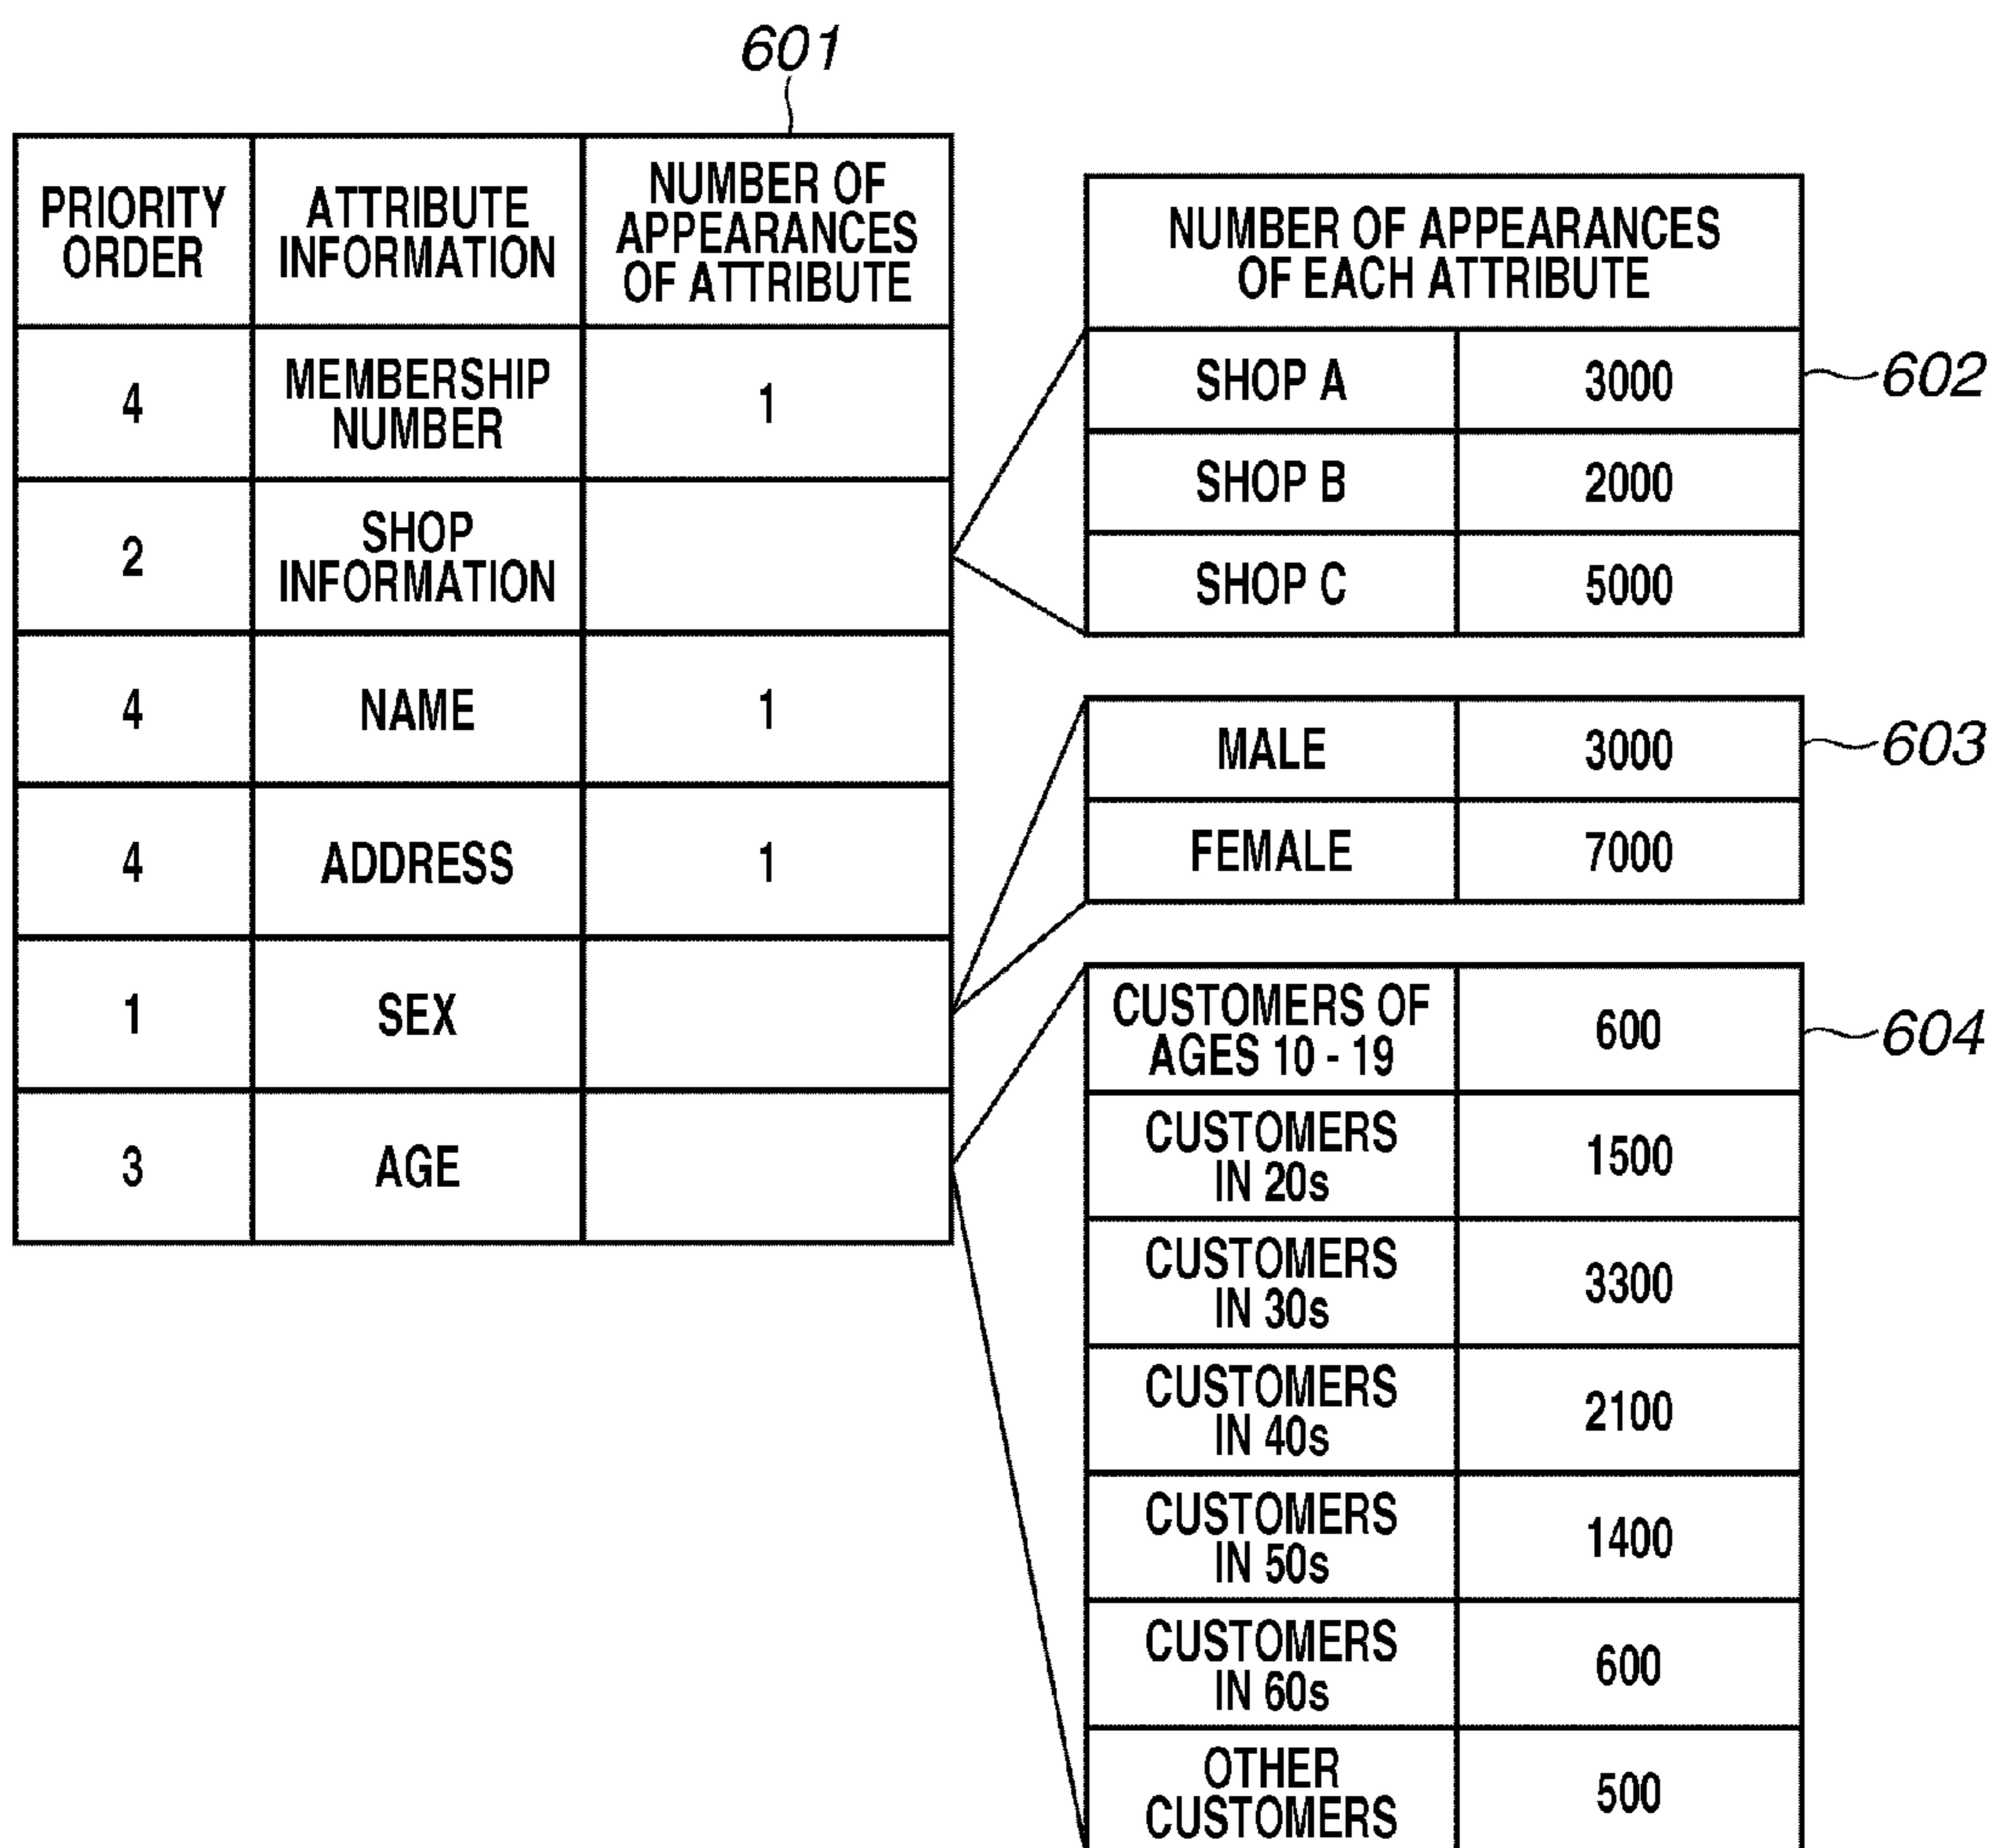 601
PRIORITY
ORDER
ATTRIBUTE
INFORMATION
NUMBER OF
APPEARANCES
OF ATTRIBUTE
4
MEMBERSHIP
NUMBER
1
2
SHOP
INFORMATION
4
NAME
1
4
ADDRESS
1
1
SEX
3
AGE
NUMBER OF APPEARANCES
OF EACH ATTRIBUTE
SHOP A
3000
602
SHOP B
2000
SHOP C
5000
MALE
3000
603
FEMALE
7000
CUSTOMERS OF
AGES 10 - 19
600
604
CUSTOMERS
IN 20s
1500
CUSTOMERS
IN 30s
3300
CUSTOMERS
IN 40s
2100
CUSTOMERS
IN 50s
1400
CUSTOMERS
IN 60s
600
OTHER
CUSTOMERS
500